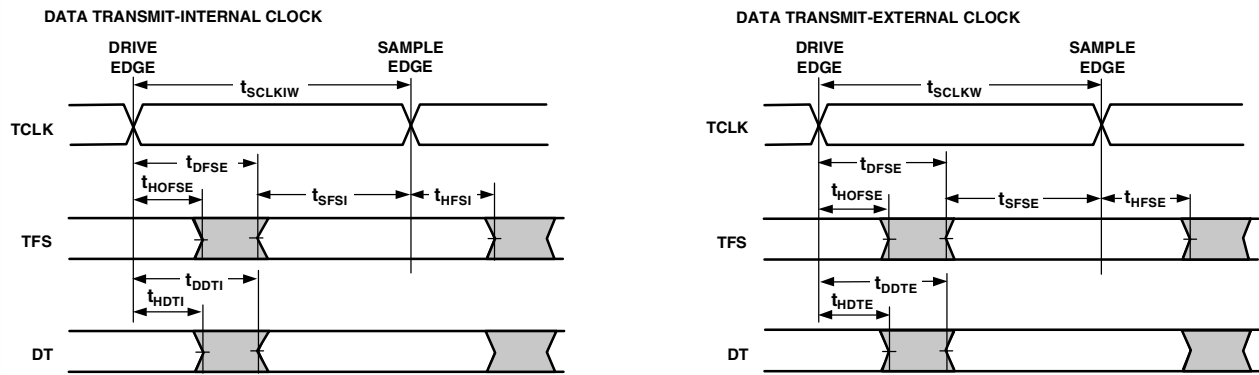 DATA TRANSMIT-INTERNAL CLOCK
DRIVE
EDGE
SAMPLE
EDGE
tSCLKIW
TCLK
tDFSE
tHOFSE
tSFSI
tHFSI
TFS
tDDTI
tHDTI
DT
DATA TRANSMIT-EXTERNAL CLOCK
DRIVE
EDGE
SAMPLE
EDGE
tSCLKW
TCLK
tDFSE
tHOFSE
tSFSE
tHFSE
TFS
tDDTE
tHDTE
DT